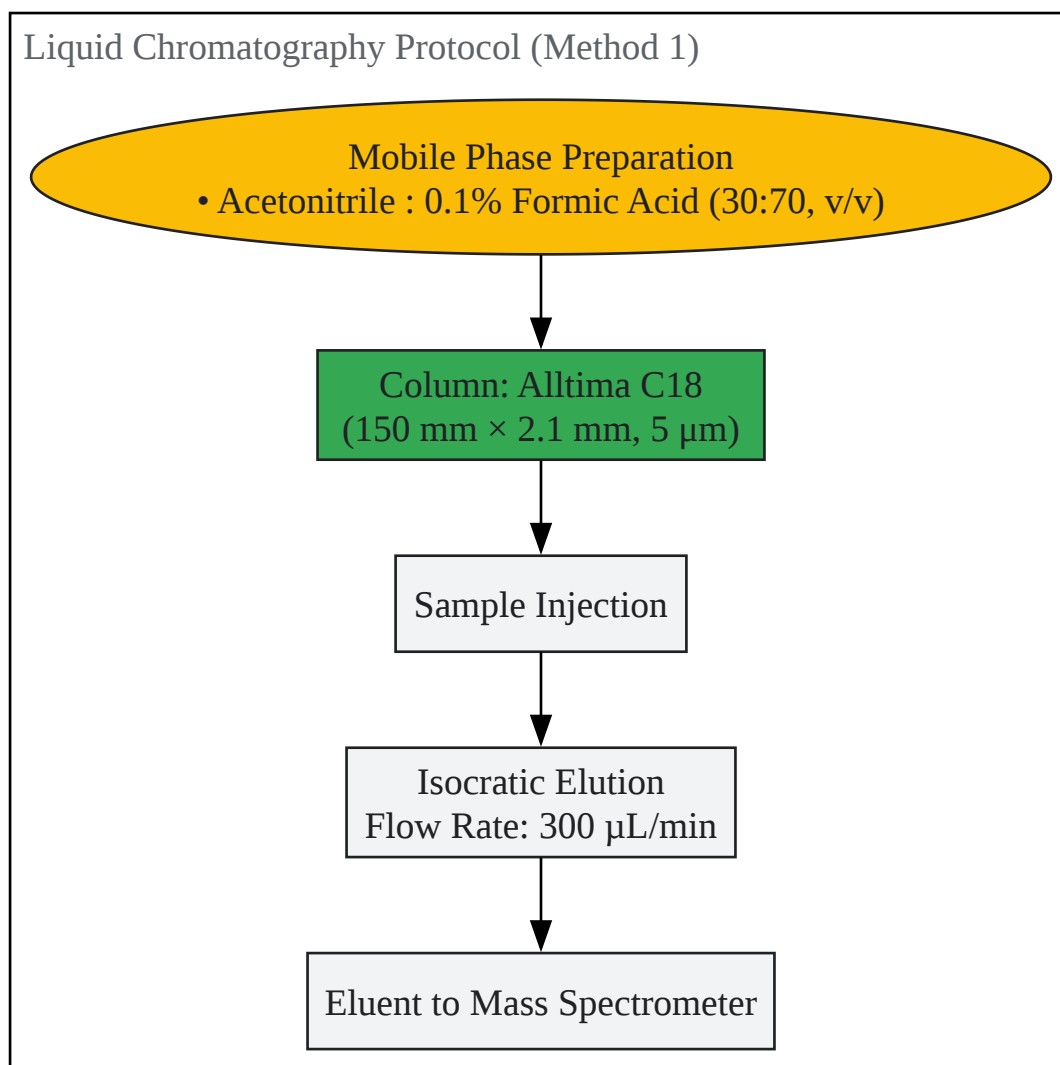 Liquid Chromatography Protocol (Method 1)
Mobile Phase Preparation
• Acetonitrile : 0.1% Formic Acid (30:70, v/v)
Column: Alltima C18
(150 mm × 2.1 mm, 5 μm)
Sample Injection
Isocratic Elution
Flow Rate: 300 µL/min
Eluent to Mass Spectrometer